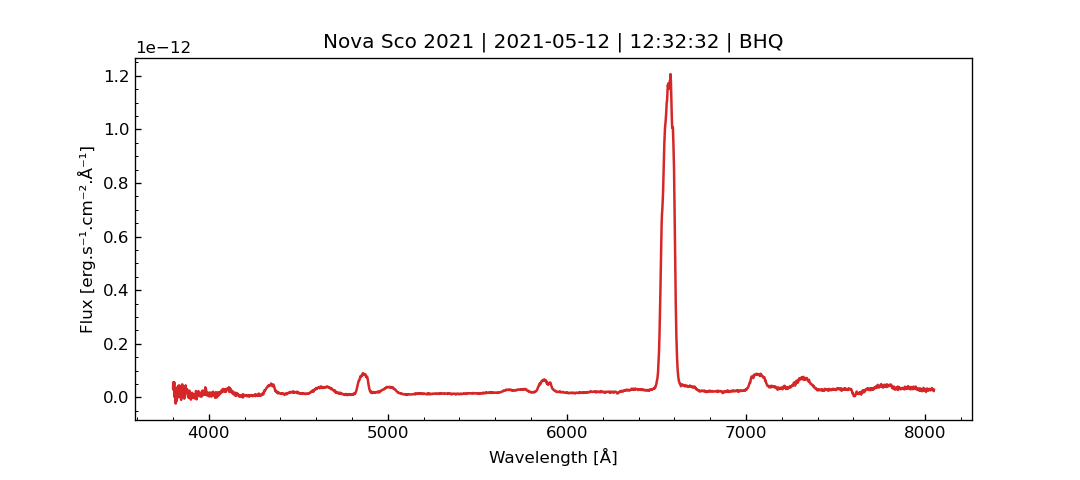 Nova Sco 2021 | 2021-05-12 | 12:32:32 | BHQ
1e−12
1.2
1.0
0.8
0.6
0.4
0.2
0.0
Flux [erg.s⁻¹.cm⁻².Å⁻¹]
4000 5000 6000 7000 8000
Wavelength [Å]